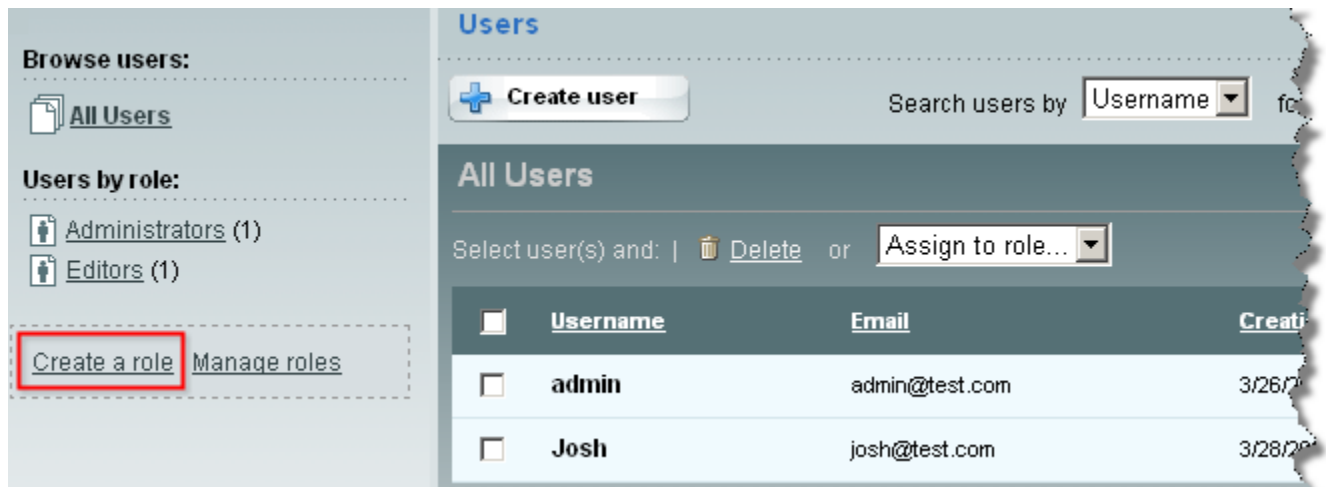 Browse users:
All Users
Users by role:
Administrators (1)
Editors (1)
Create a role Manage roles
Users
Create user Search users by Username
All Users
Select user(s) and: | Delete or Assign to role...
Username Email
admin admin@test.com
Josh josh@test.com